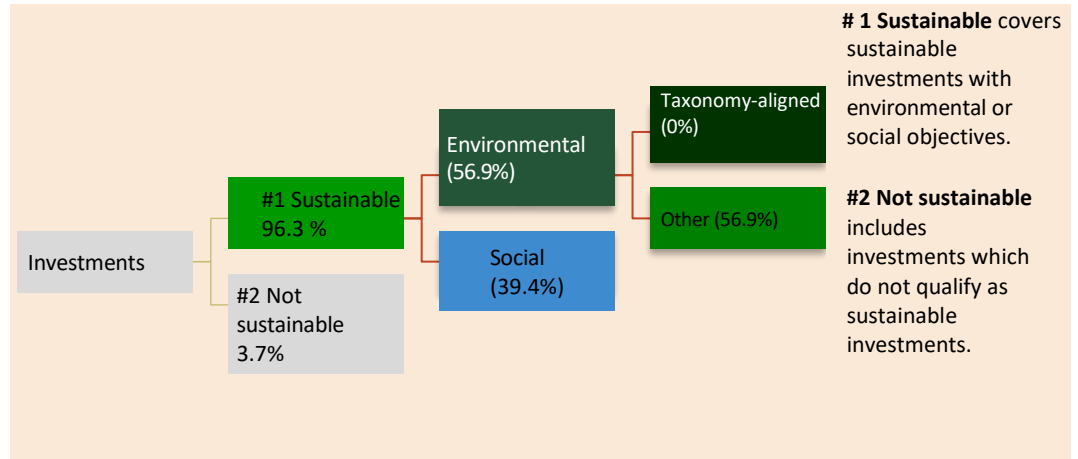 Investments
#1 Sustainable
96.3 %
#2 Not
sustainable
3.7%
Environmental
(56.9%)
Social
(39.4%)
Taxonomy-aligned
(0%)
Other (56.9%)
# 1 Sustainable covers
sustainable
investments with
environmental or
social objectives.
#2 Not sustainable
includes
investments which
do not qualify as
sustainable
investments.